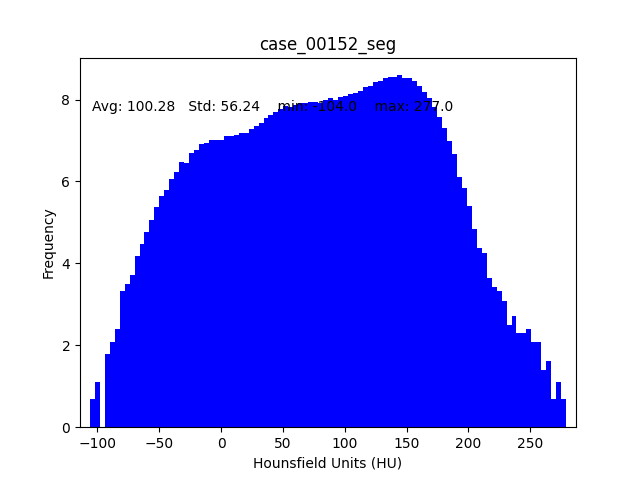 case_00152_seg
Avg: 100.28 Std: 56.24 min: -104.0 max: 277.0
8
6
4
2
0
Frequency
−100 −50 0 50 100 150 200 250
Hounsfield Units (HU)